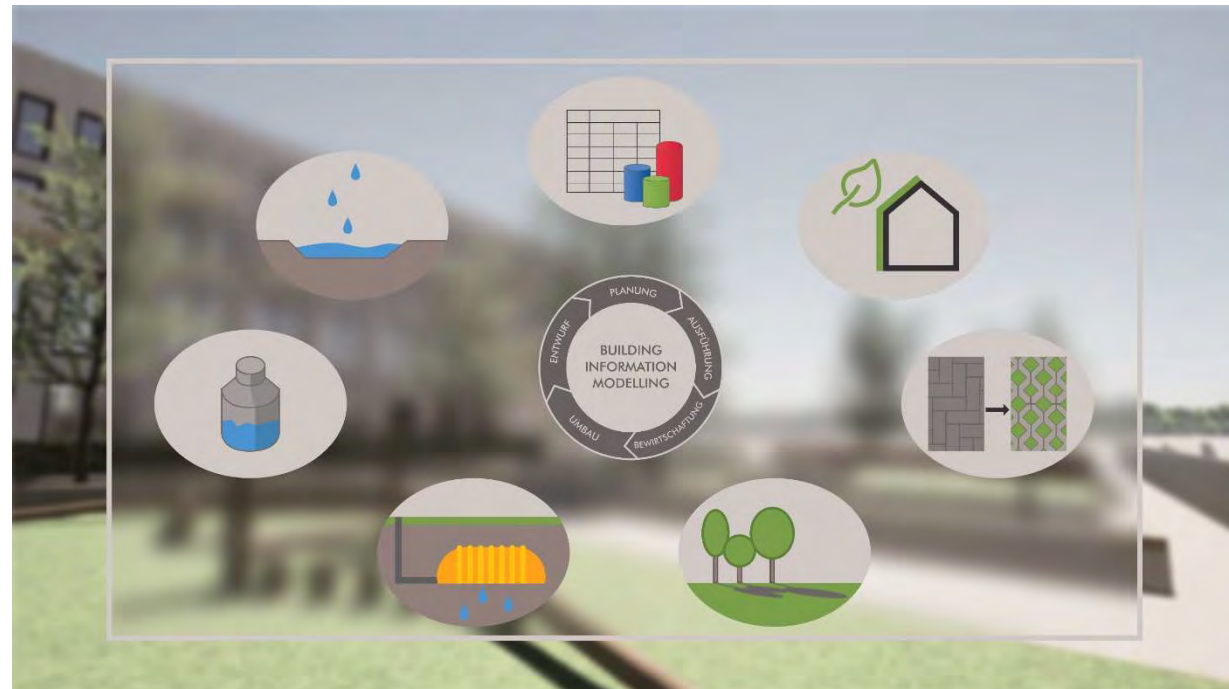 PLANUNG
AUSFÜHRUNG
BEWIRTSCHAFTUNG
UMBAU
ENTWURF
BUILDING
INFORMATION
MODELLING